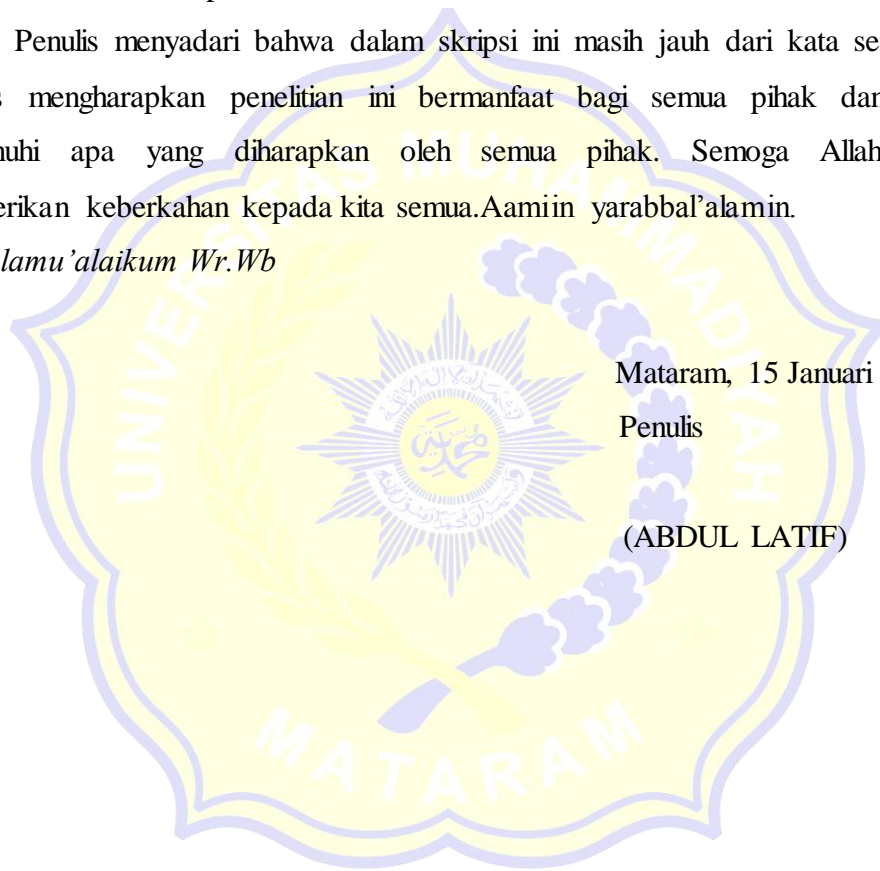 Penulis menyadari bahwa dalam skripsi ini masih jauh dari kata se
s mengharapkan penelitian ini bermanfaat bagi semua pihak dan
nuhi apa yang diharapkan oleh semua pihak. Semoga Allah
erikan keberkahan kepada kita semua.Aamiin yarabbal’alamin.
lamu’alaikum Wr.Wb
Mataram, 15 Januari
Penulis
(ABDUL LATIF)
UNIVERSITAS MUHAMMADIYAH
MATARAM